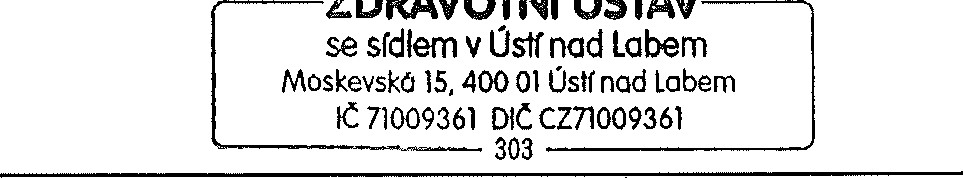 ZDRAVOTNÍ ÚSTAV
se sídlem v Ústí nad Labem
Moskevská 15, 400 01 Ústí nad Labem
IČ 71009361 DIČ CZ71009361
303